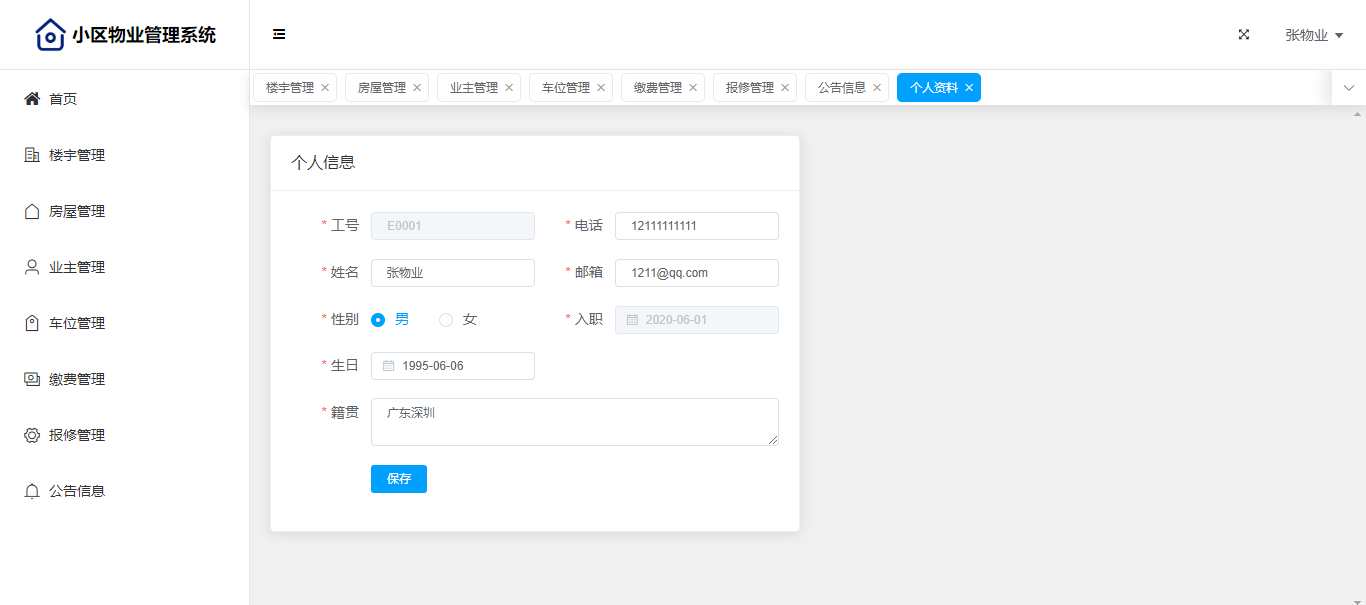 小区物业管理系统
张物业
首页
楼宇管理
房屋管理
业主管理
车位管理
缴费管理
报修管理
公告信息
楼宇管理 房屋管理 业主管理 车位管理 缴费管理 报修管理 公告信息 个人资料
个人信息
* 工号 E0001 * 电话 12111111111
* 姓名 张物业 * 邮箱 1211@qq.com
* 性别 男 女 * 入职 2020-06-01
* 生日 1995-06-06
* 籍贯 广东深圳
保存